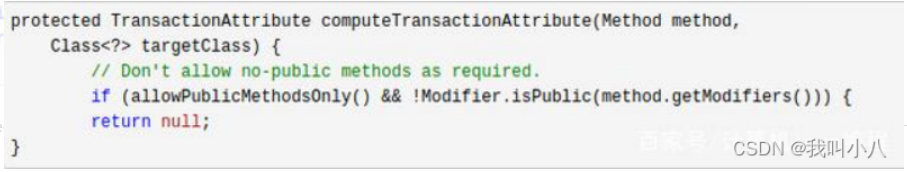 protected TransactionAttribute computeTransactionAttribute(Method method,
Class<?> targetClass) {
// Don't allow no-public methods as required.
if (allowPublicMethodsOnly() && !Modifier.isPublic(method.getModifiers())) {
return null;
}
百家号/
CSDN @我叫小八